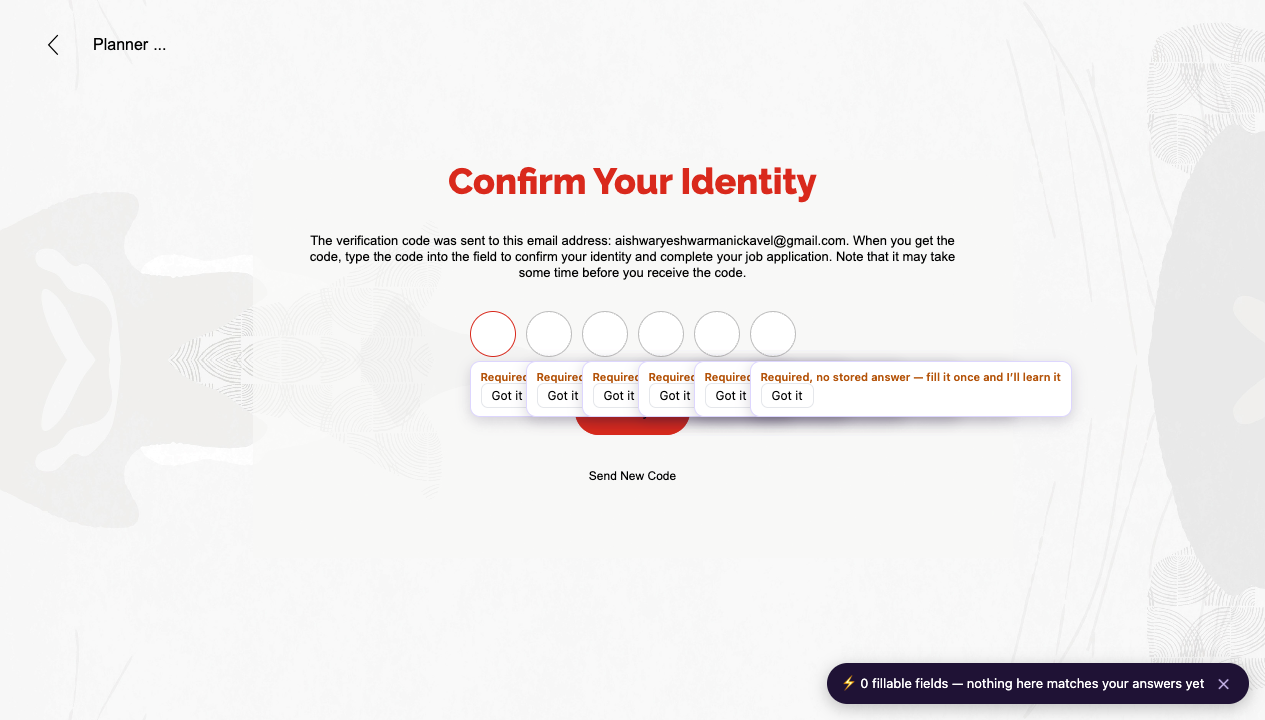 Planner ...
Confirm Your Identity
The verification code was sent to this email address: aishwaryeshwarmanickavel@gmail.com. When you get the
code, type the code into the field to confirm your identity and complete your job application. Note that it may take
some time before you receive the code.
Required Required Required Required Required Required, no stored answer — fill it once and I'll learn it
Got it Got it Got it Got it Got it Got it
Send New Code
⚡ 0 fillable fields — nothing here matches your answers yet ✕